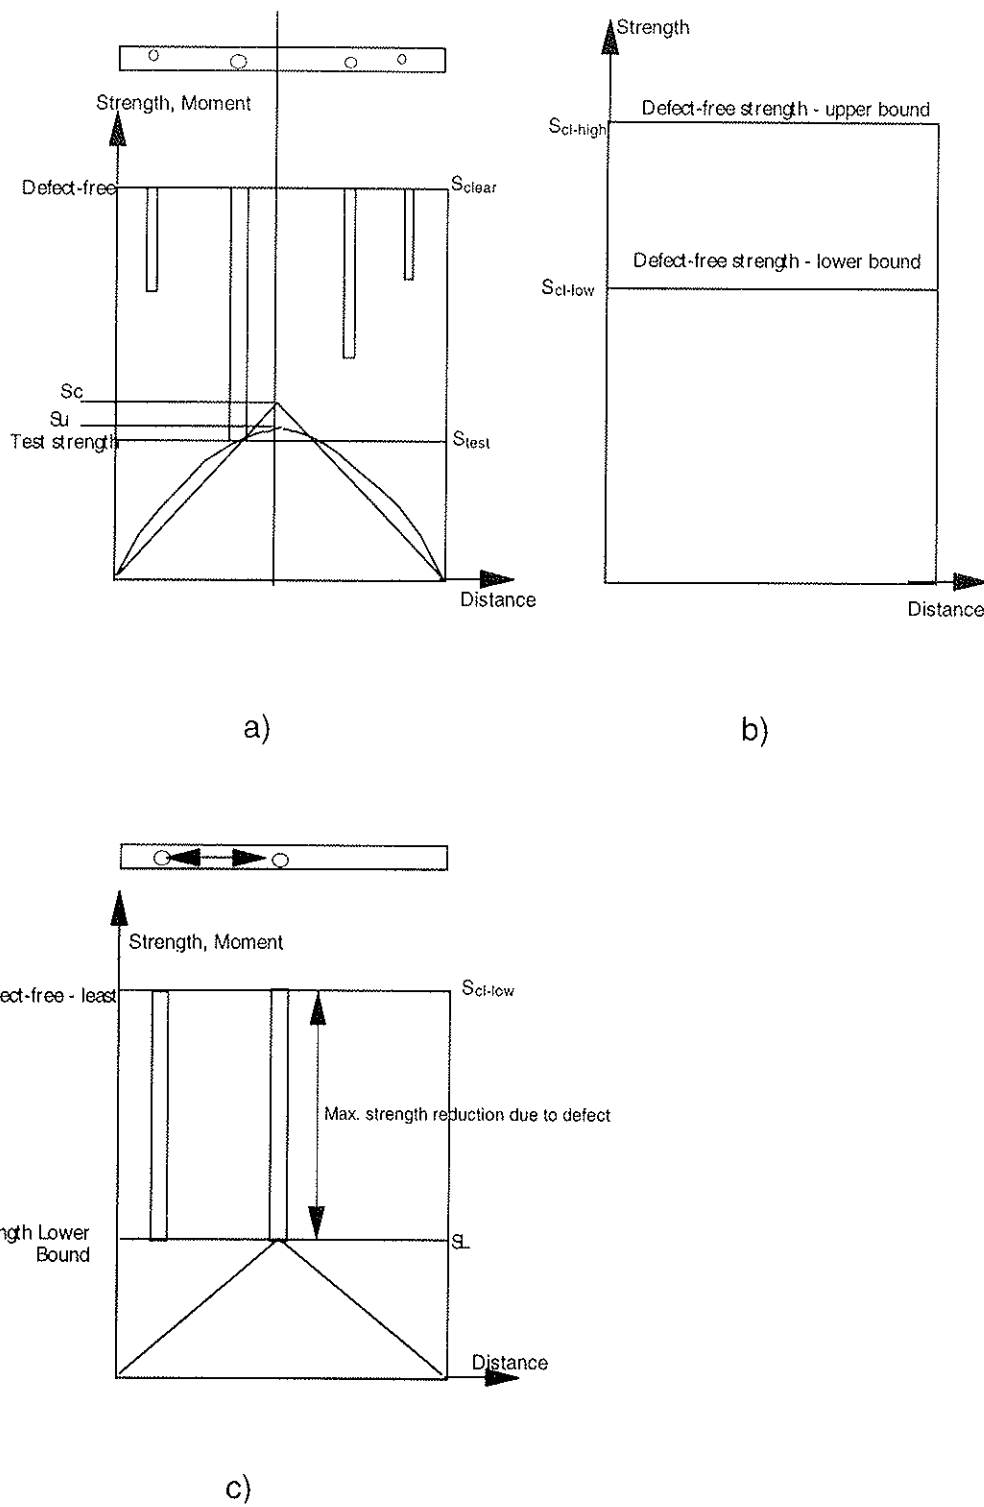 Strength, Moment
Defect-free
Sclear
Sc
Su
Test strength
Stest
Distance
a)
Strength
Defect-free strength - upper bound
Scl-high
Defect-free strength - lower bound
Scl-low
Distance
b)
Strength, Moment
ect-free - least
Scl-low
Max. strength reduction due to defect
ngth Lower
Bound
SL
Distance
c)